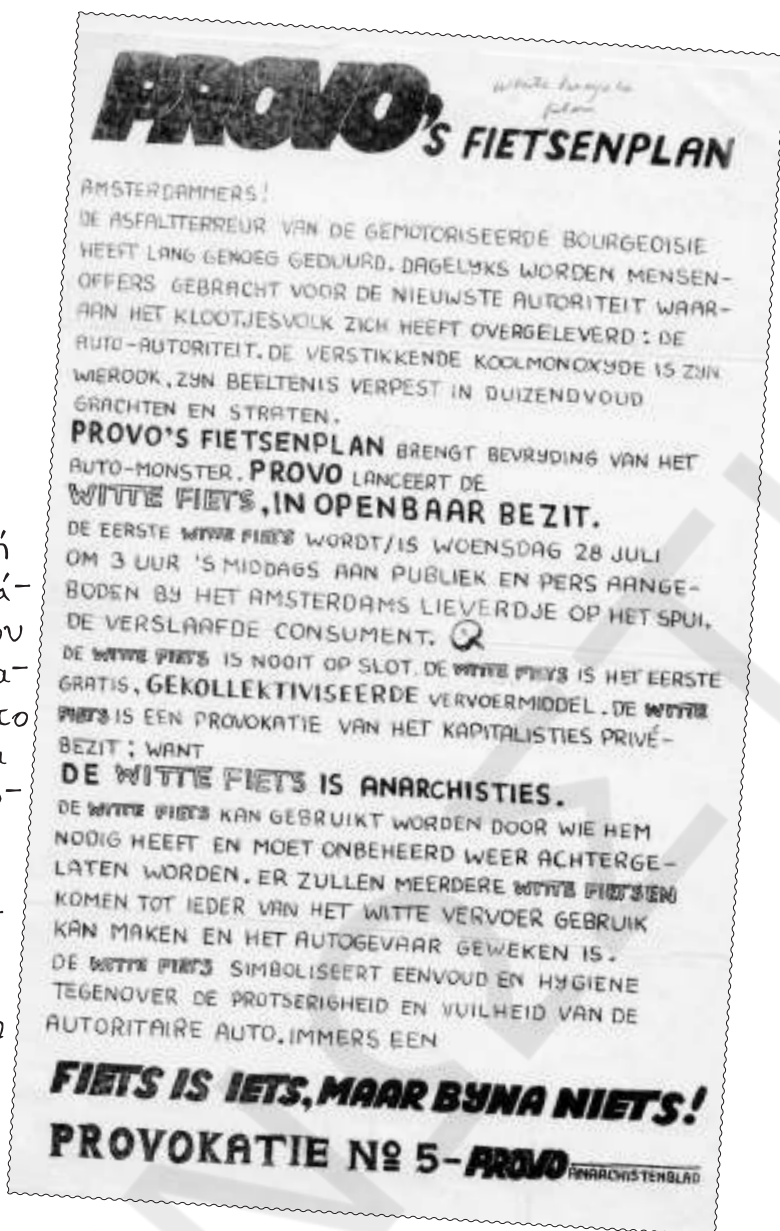 white bicycle
plan
PROVO's FIETSENPLAN
AMSTERDAMMERS!
DE ASFALTTERREUR VAN DE GEMOTORISEERDE BOURGEOISIE
HEEFT LANG GENOEG GEDUURD. DAGELYKS WORDEN MENSEN-
OFFERS GEBRACHT VOOR DE NIEUWSTE AUTORITEIT WAAR-
AAN HET KLOOTJESVOLK ZICH HEEFT OVERGELEVERD: DE
AUTO-AUTORITEIT. DE VERSTIKKENDE KOOLMONOXYDE IS ZYN
WIEROOK, ZYN BEELTENIS VERPEST IN DUIZENDVOUD
GRACHTEN EN STRATEN.
PROVO'S FIETSENPLAN BRENGT BEVRYDING VAN HET
AUTO-MONSTER. PROVO LANCEERT DE
WITTE FIETS, IN OPENBAAR BEZIT.
DE EERSTE WITTE FIETS WORDT/IS WOENSDAG 28 JULI
OM 3 UUR 'S MIDDAGS AAN PUBLIEK EN PERS AANGE-
BODEN BY HET AMSTERDAMS LIEVERDJE OP HET SPUI,
DE VERSLAAFDE CONSUMENT.
DE WITTE FIETS IS NOOIT OP SLOT. DE WITTE FIETS IS HET EERSTE
GRATIS, GEKOLLEKTIVISEERDE VERVOERMIDDEL. DE WITTE
FIETS IS EEN PROVOKATIE VAN HET KAPITALISTIES PRIVÉ-
BEZIT; WANT
DE WITTE FIETS IS ANARCHISTIES.
DE WITTE FIETS KAN GEBRUIKT WORDEN DOOR WIE HEM
NODIG HEEFT EN MOET ONBEHEERD WEER ACHTERGE-
LATEN WORDEN. ER ZULLEN MEERDERE WITTE FIETSEN
KOMEN TOT IEDER VAN HET WITTE VERVOER GEBRUIK
KAN MAKEN EN HET AUTOGEVAAR GEWEKEN IS.
DE WITTE FIETS SIMBOLISEERT EENVOUD EN HYGIENE
TEGENOVER DE PROTSERIGHEID EN VUILHEID VAN DE
AUTORITAIRE AUTO. IMMERS EEN
FIETS IS IETS, MAAR BYNA NIETS!
PROVOKATIE Nº 5-PROVO ANARCHISTENBLAD